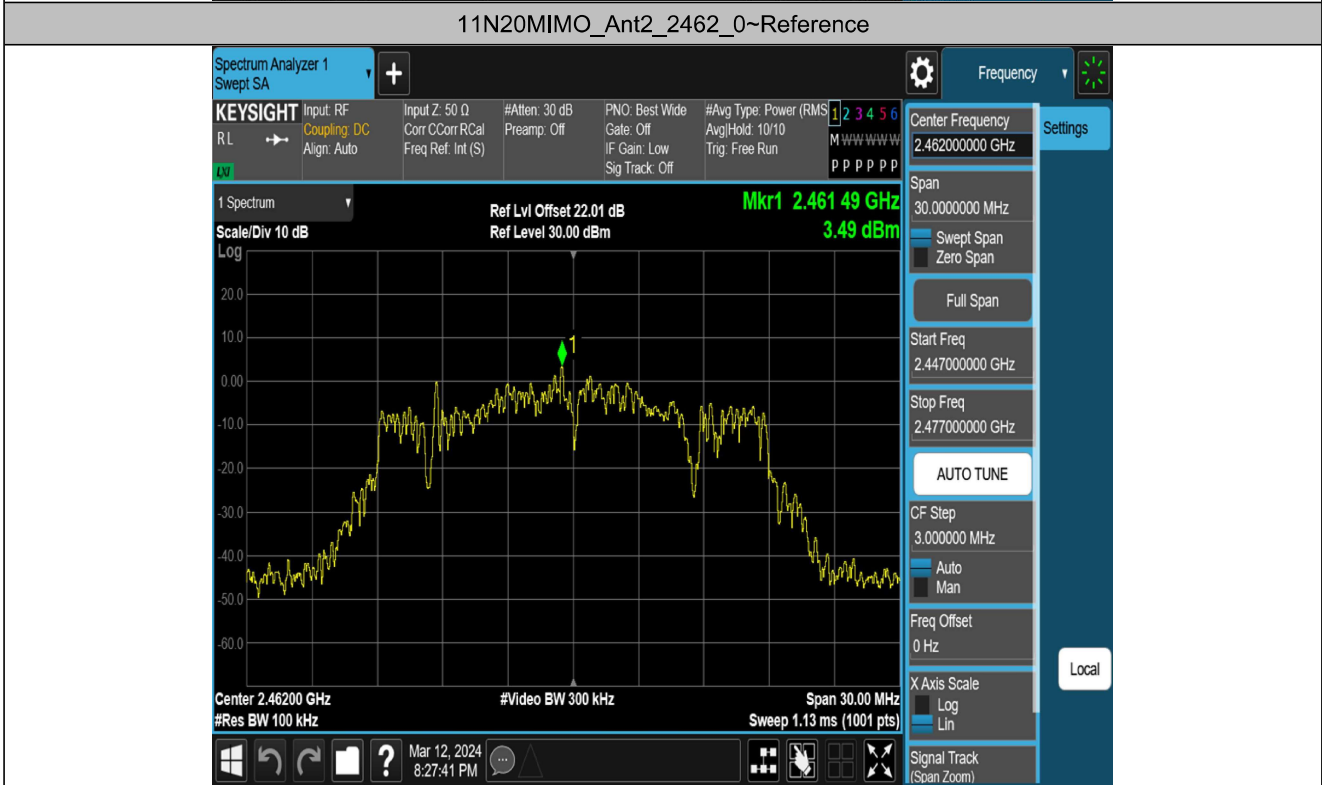 11N20MIMO_Ant2_2462_0~Reference
Spectrum Analyzer 1
Swept SA
+
Frequency
KEYSIGHT
RL
LXI
Input: RF
Coupling: DC
Align: Auto
Input Z: 50 Ω
Corr CCorr RCal
Freq Ref: Int (S)
#Atten: 30 dB
Preamp: Off
PNO: Best Wide
Gate: Off
IF Gain: Low
Sig Track: Off
#Avg Type: Power (RMS
Avg|Hold: 10/10
Trig: Free Run
1 2 3 4 5 6
M W W W W W
P P P P P P
Center Frequency
2.462000000 GHz
Settings
1 Spectrum
Scale/Div 10 dB
Log
Ref Lvl Offset 22.01 dB
Ref Level 30.00 dBm
Mkr1 2.461 49 GHz
3.49 dBm
20.0
10.0
0.00
-10.0
-20.0
-30.0
-40.0
-50.0
-60.0
1
Center 2.46200 GHz
#Res BW 100 kHz
#Video BW 300 kHz
Span 30.00 MHz
Sweep 1.13 ms (1001 pts)
Span
30.0000000 MHz
Swept Span
Zero Span
Full Span
Start Freq
2.447000000 GHz
Stop Freq
2.477000000 GHz
AUTO TUNE
CF Step
3.000000 MHz
Auto
Man
Freq Offset
0 Hz
X Axis Scale
Log
Lin
Local
Signal Track
(Span Zoom)
?
Mar 12, 2024
8:27:41 PM